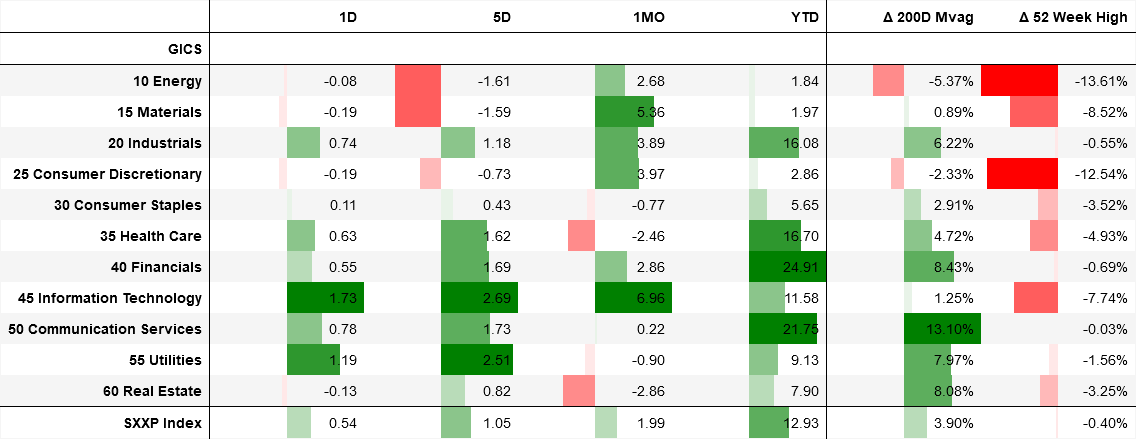 1D 5D 1MO YTD Δ 200D Mvag Δ 52 Week High
GICS
10 Energy -0.08 -1.61 2.68 1.84 -5.37% -13.61%
15 Materials -0.19 -1.59 5.36 1.97 0.89% -8.52%
20 Industrials 0.74 1.18 3.89 16.08 6.22% -0.55%
25 Consumer Discretionary -0.19 -0.73 3.97 2.86 -2.33% -12.54%
30 Consumer Staples 0.11 0.43 -0.77 5.65 2.91% -3.52%
35 Health Care 0.63 1.62 -2.46 16.70 4.72% -4.93%
40 Financials 0.55 1.69 2.86 24.91 8.43% -0.69%
45 Information Technology 1.73 2.69 6.96 11.58 1.25% -7.74%
50 Communication Services 0.78 1.73 0.22 21.75 13.10% -0.03%
55 Utilities 1.19 2.51 -0.90 9.13 7.97% -1.56%
60 Real Estate -0.13 0.82 -2.86 7.90 8.08% -3.25%
SXXP Index 0.54 1.05 1.99 12.93 3.90% -0.40%